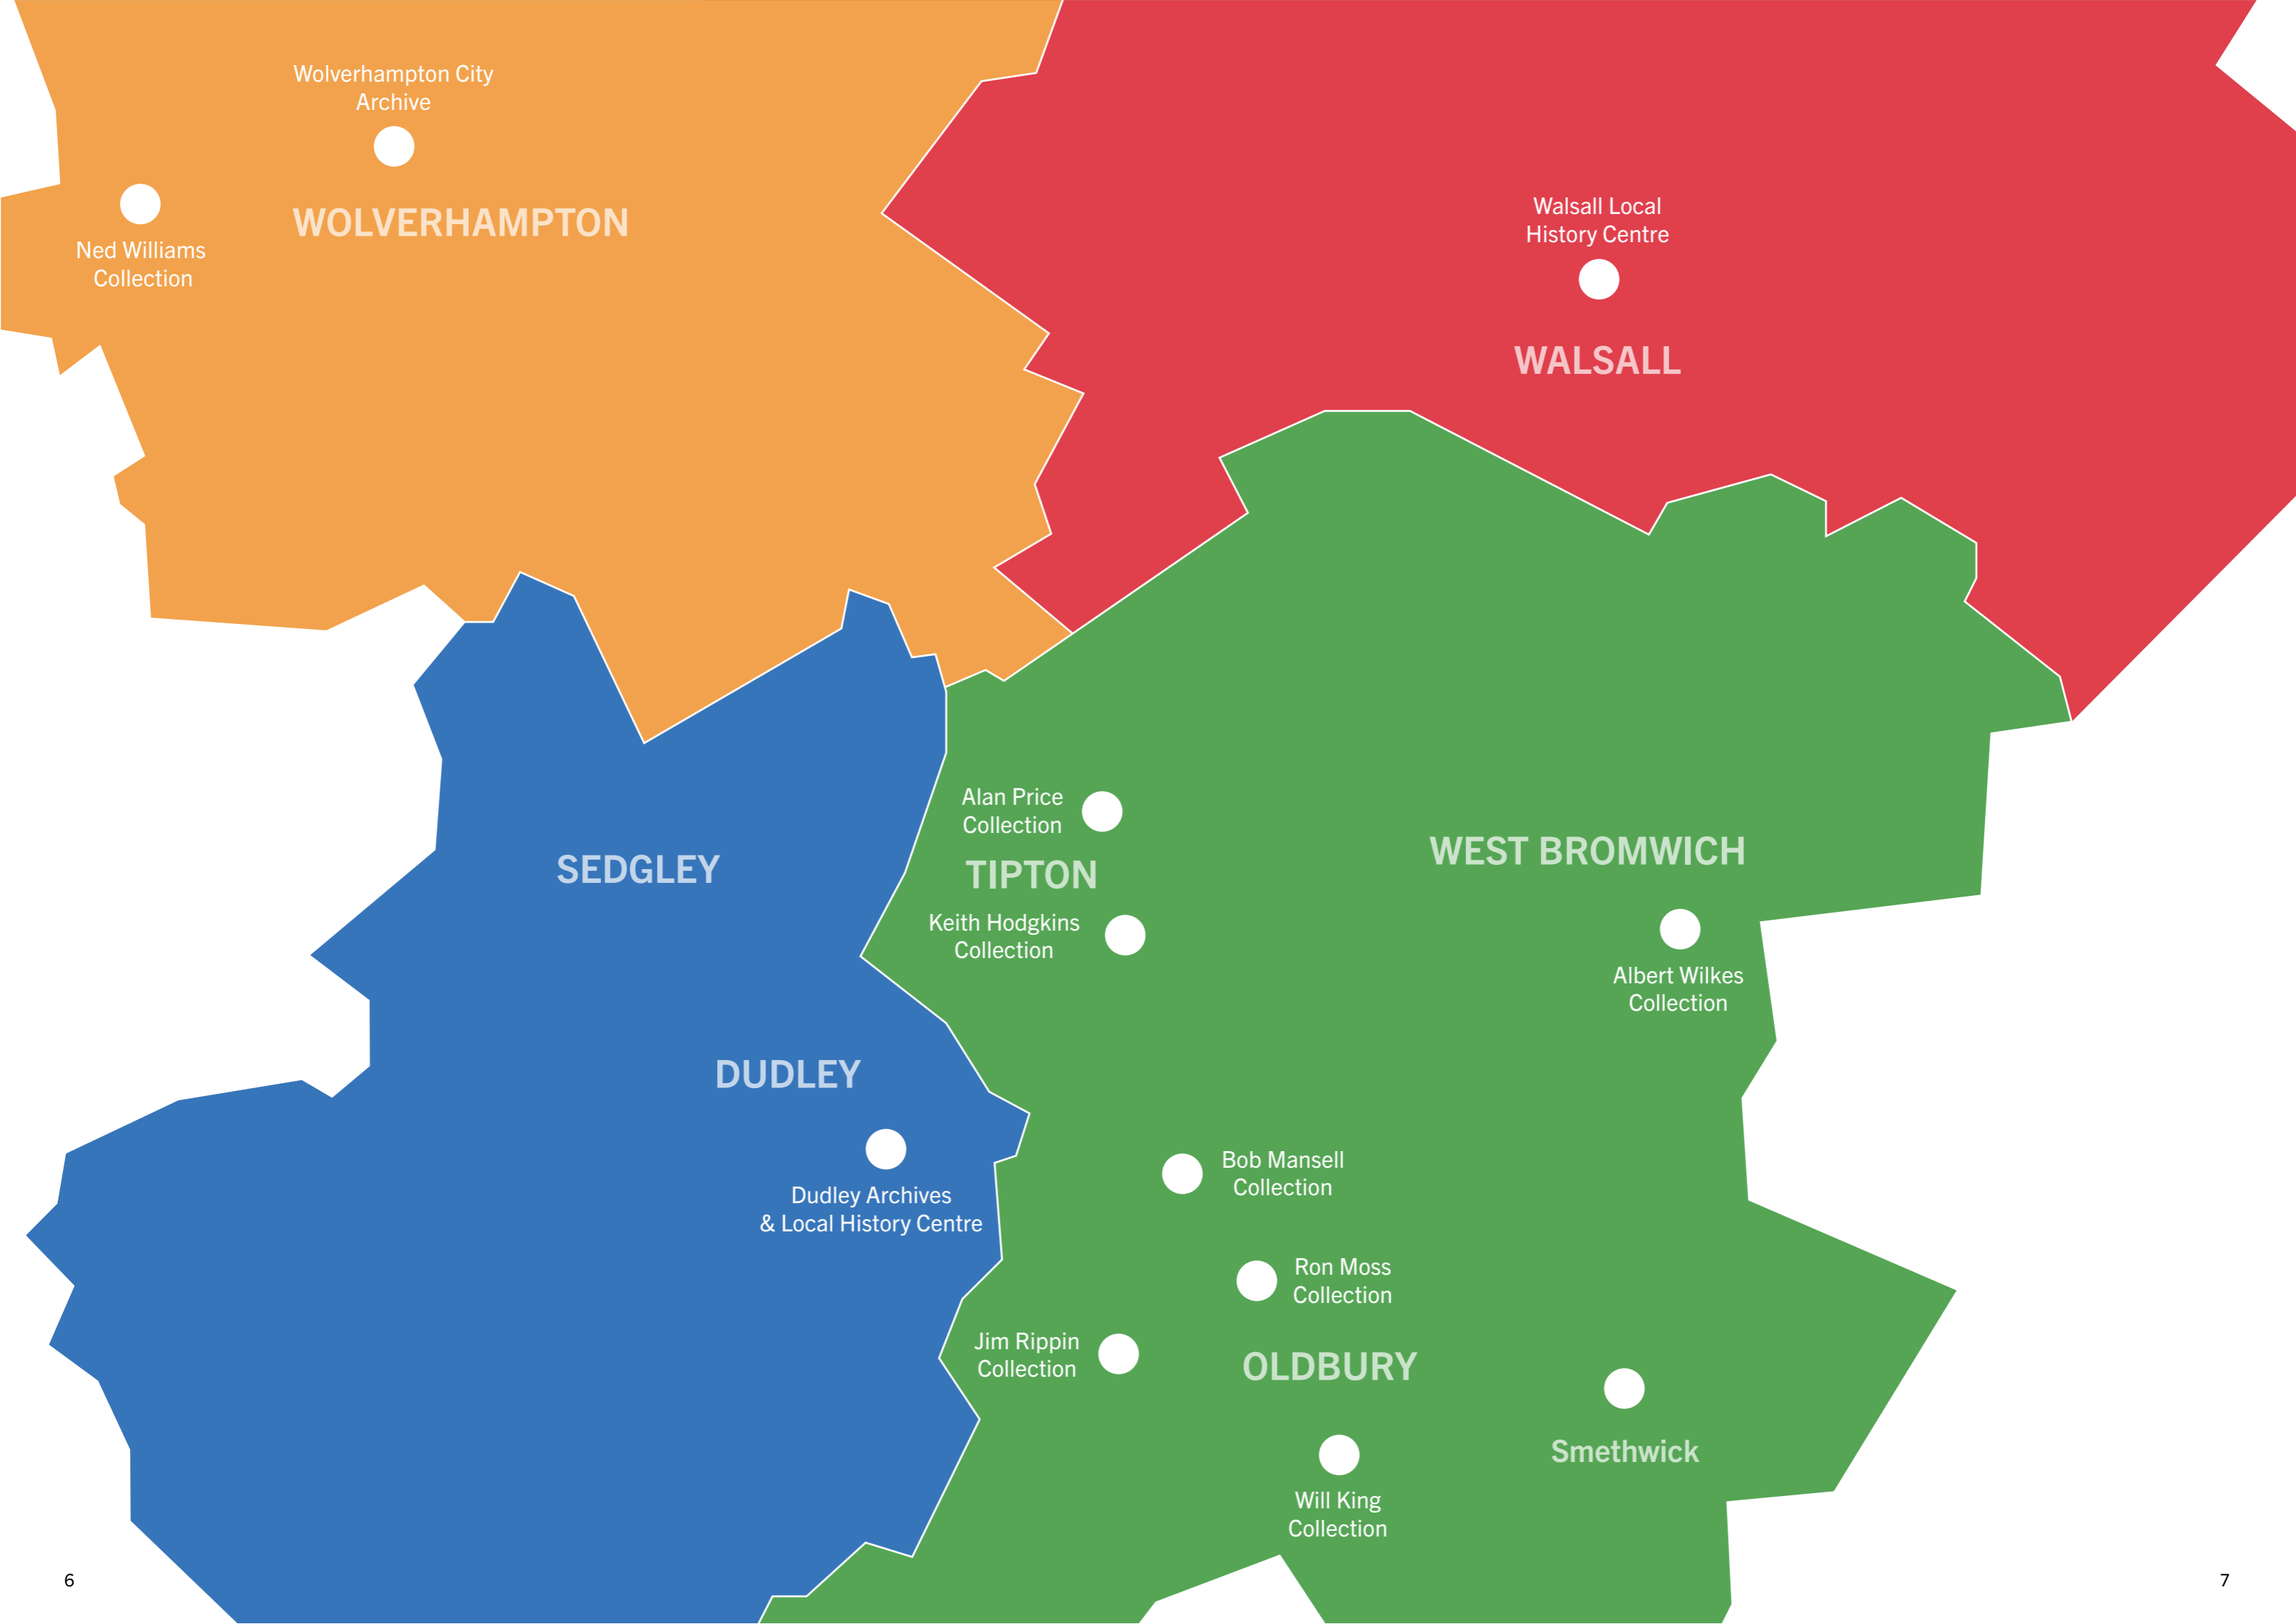 Wolverhampton City
Archive
WOLVERHAMPTON
Ned Williams
Collection
Walsall Local
History Centre
WALSALL
Alan Price
Collection
TIPTON
Keith Hodgkins
Collection
WEST BROMWICH
Albert Wilkes
Collection
SEDGLEY
DUDLEY
Dudley Archives
& Local History Centre
Bob Mansell
Collection
Ron Moss
Collection
Jim Rippin
Collection
OLDBURY
Smethwick
Will King
Collection
6
7